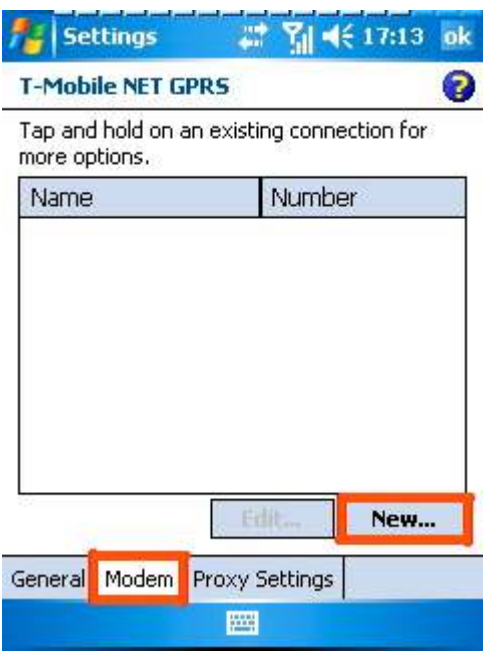 Settings 17:13 ok
T-Mobile NET GPRS
Tap and hold on an existing connection for
more options.
Name Number
Edit... New...
General Modem Proxy Settings